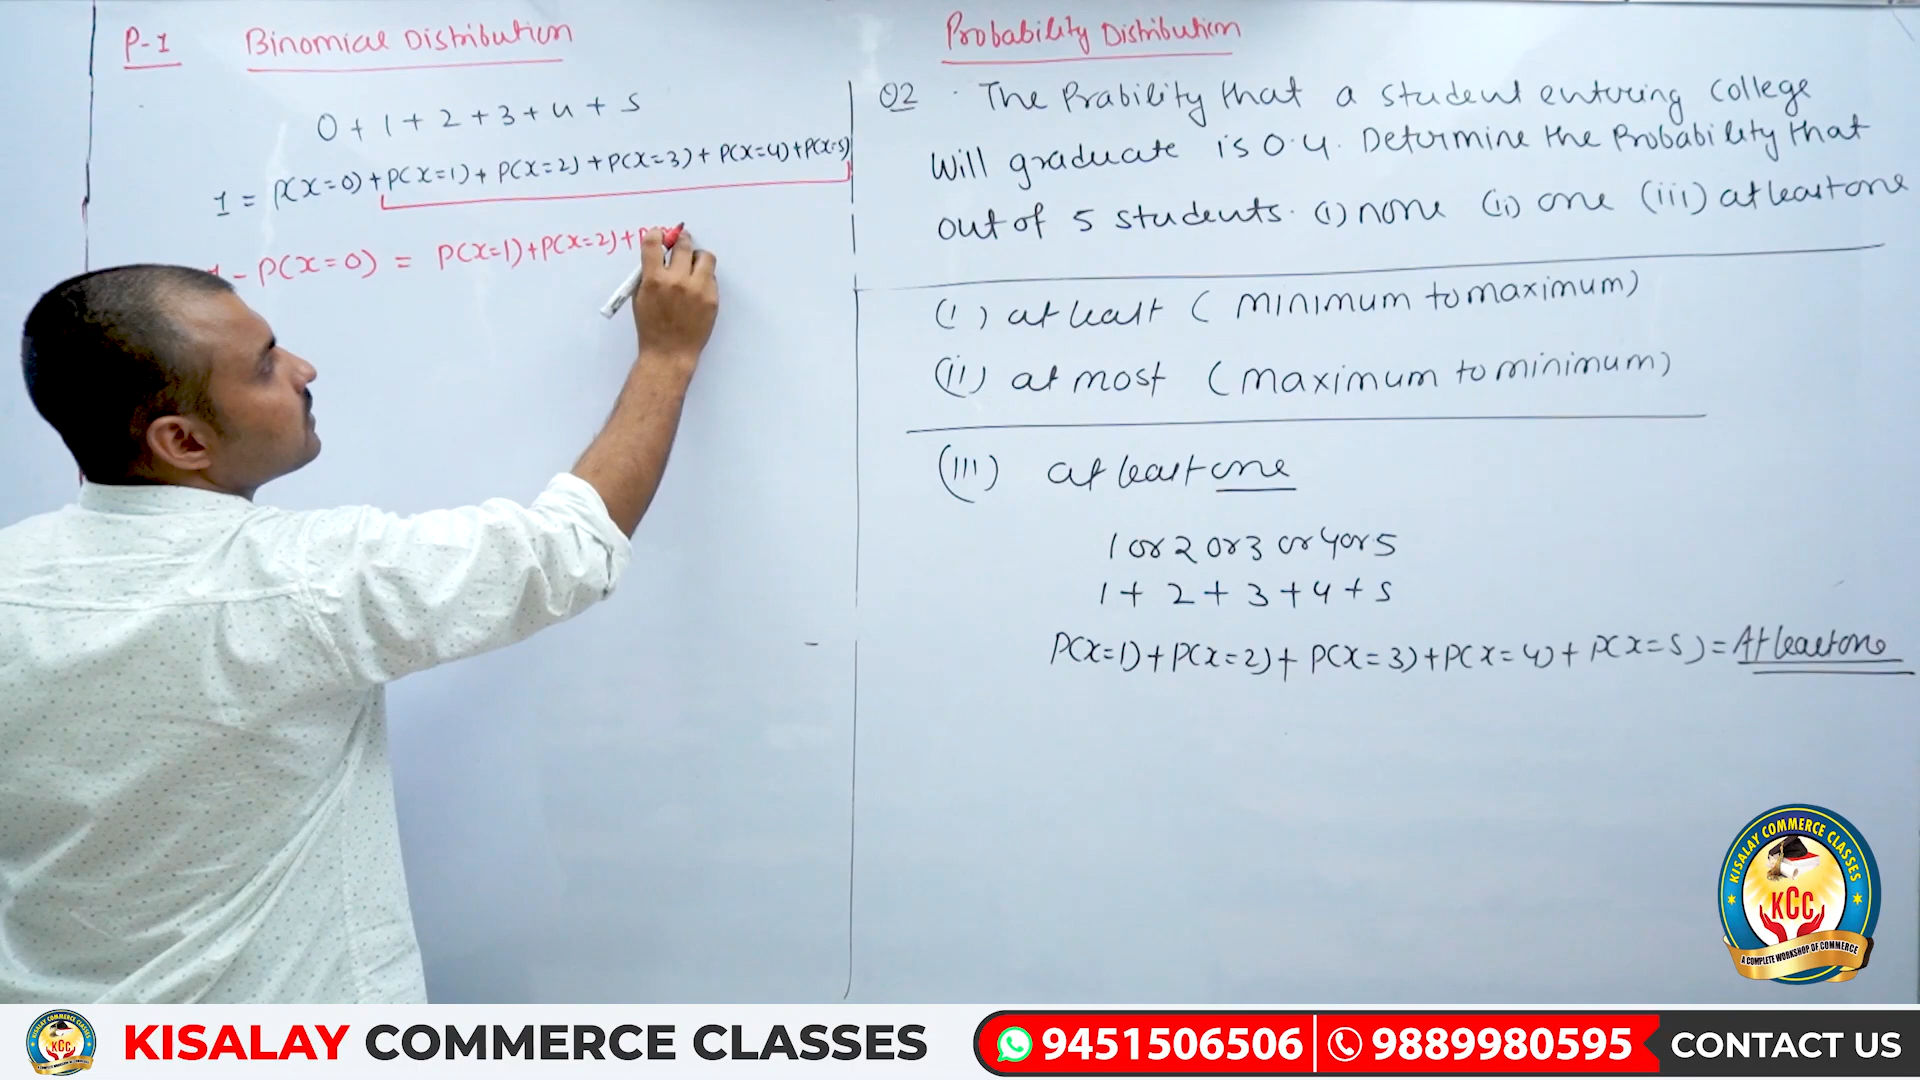 P-1 Binomial Distribution
0 + 1 + 2 + 3 + 4 + 5
1 = P(X=0) + P(X=1) + P(X=2) + P(X=3) + P(X=4) + P(X=5)
- P(X=0) = P(X=1) + P(X=2) +
Probability Distribution
Q2 . The Prability that a student entering college
will graduate is 0.4. Determine the Probability that
out of 5 students. (i) none (ii) one (iii) at least one
(i) at least ( minimum to maximum)
(ii) at most (maximum to minimum)
(iii) at least one
1 or 2 or 3 or 4 or 5
1 + 2 + 3 + 4 + 5
P(X=1) + P(X=2) + P(X=3) + P(X=4) + P(X=5) = At least one
KISALAY COMMERCE CLASSES
KCC
A COMPLETE WORKSHOP OF COMMERCE
KCC
KISALAY COMMERCE CLASSES
9451506506
9889980595
CONTACT US